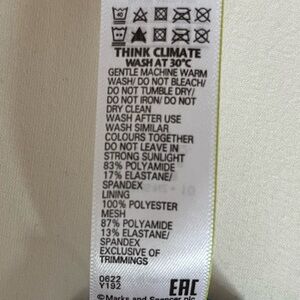 40
THINK CLIMATE
WASH AT 30°C
GENTLE MACHINE WARM
WASH/ DO NOT BLEACH/
DO NOT TUMBLE DRY/
DO NOT IRON/ DO NOT
DRY CLEAN
WASH AFTER USE
WASH SIMILAR
COLOURS TOGETHER
DO NOT LEAVE IN
STRONG SUNLIGHT
83% POLYAMIDE
17% ELASTANE/
SPANDEX
LINING
100% POLYESTER
MESH
87% POLYAMIDE
13% ELASTANE/
SPANDEX
EXCLUSIVE OF
TRIMMINGS
0622
Y192
EAC
©Marks and Spencer plc